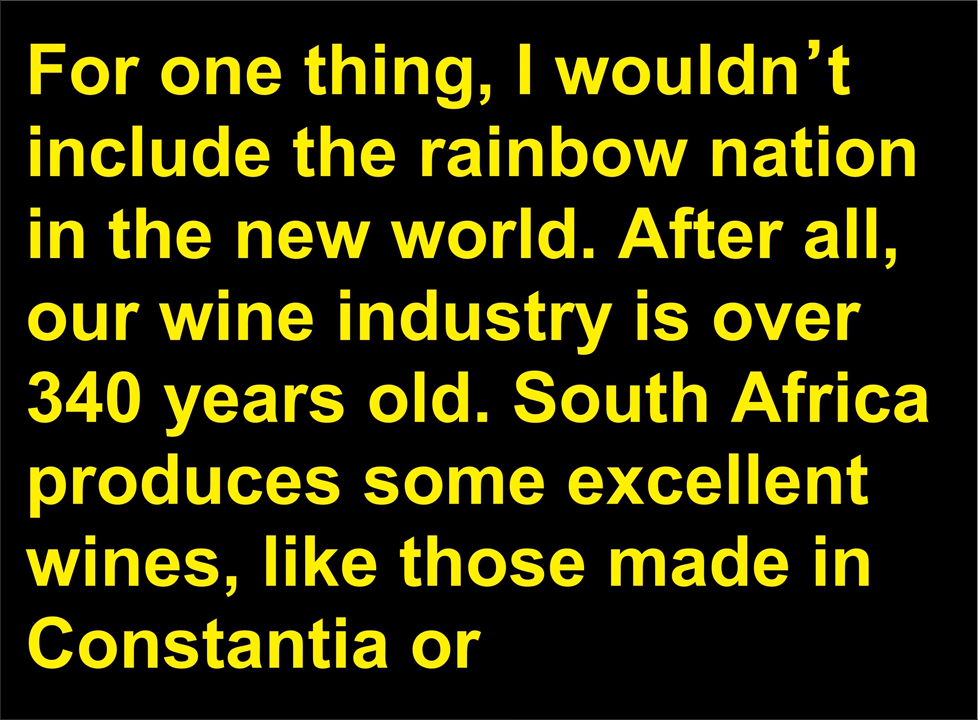 For one thing, I wouldn’t
include the rainbow nation
in the new world. After all,
our wine industry is over
340 years old. South Africa
produces some excellent
wines, like those made in
Constantia or